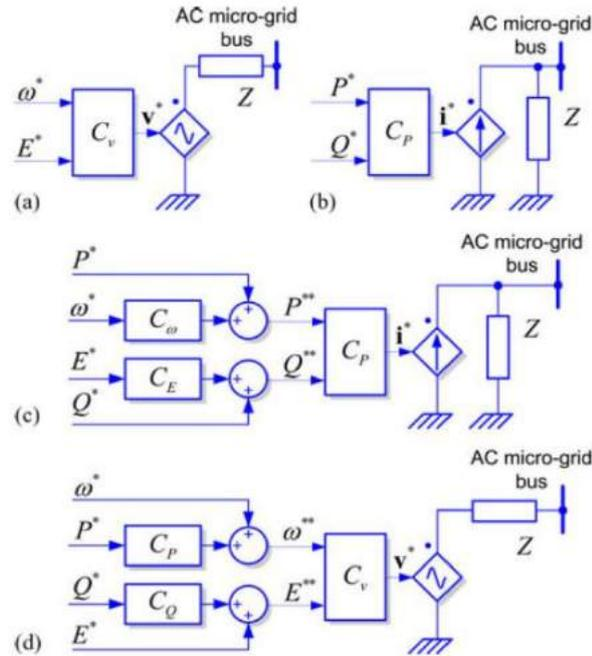 AC micro-grid
bus
ω* E* C_v v* Z
(a)
AC micro-grid
bus
P* Q* C_P i* Z
(b)
AC micro-grid
bus
P*
ω* C_ω + + P**
C_P i* Z
E* C_E + + Q**
Q*
(c)
AC micro-grid
bus
ω*
P* C_P + + ω**
C_v v* Z
Q* C_Q + + E**
E*
(d)